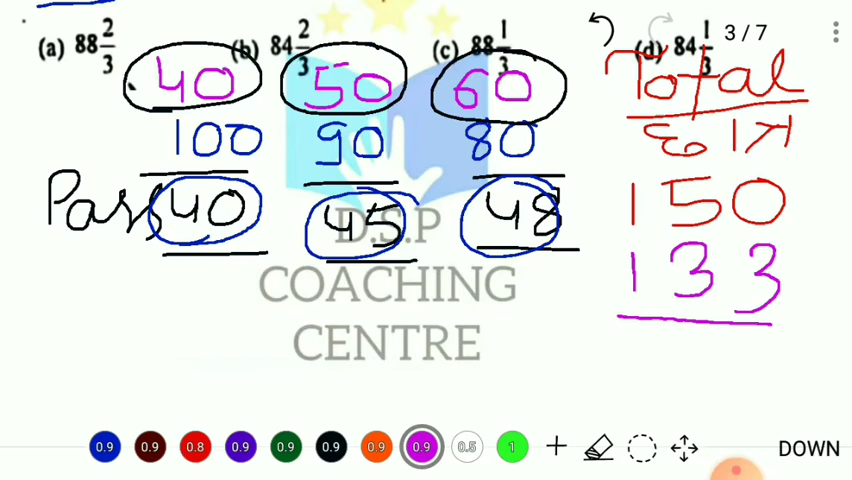 (a) 88 2/3 (b) 84 2/3 (c) 88 1/3 (d) 84 1/3 3 / 7
40 50 60 Total
100 90 80
Pass 40 45 48 150
133
D.S.P
COACHING
CENTRE
0.9 0.9 0.8 0.9 0.9 0.9 0.9 0.9 0.5 1 DOWN